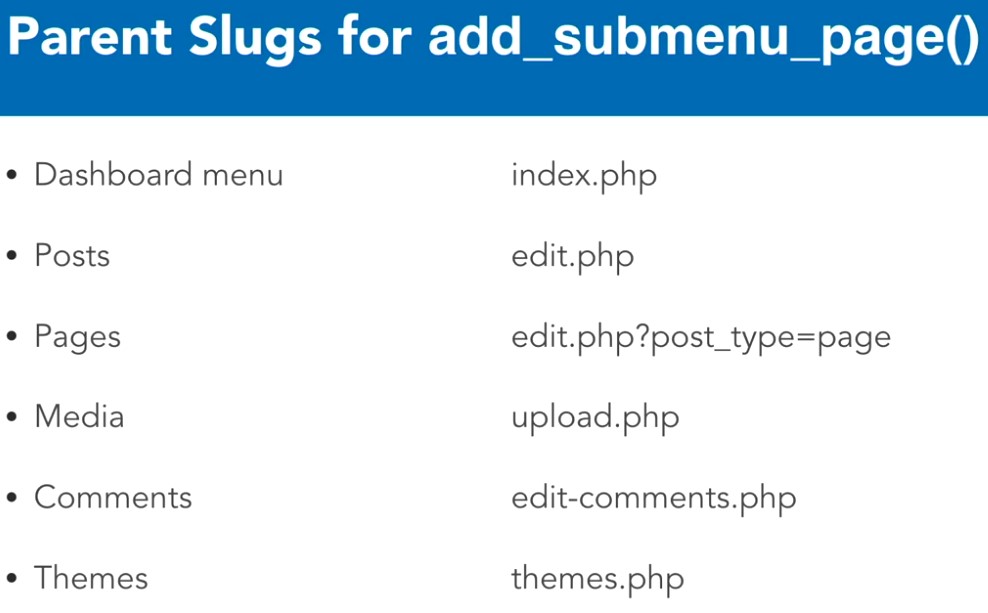 Parent Slugs for add_submenu_page()
• Dashboard menu index.php
• Posts edit.php
• Pages edit.php?post_type=page
• Media upload.php
• Comments edit-comments.php
• Themes themes.php